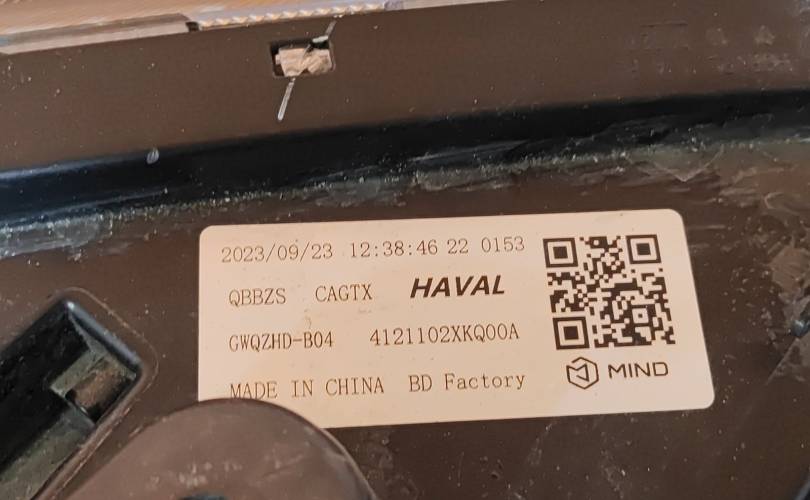 2023/09/23 12:38:46 22 0153
QBBZS CAGTX HAVAL
GWQZHD-B04 4121102XKQ00A
MADE IN CHINA BD Factory
MIND